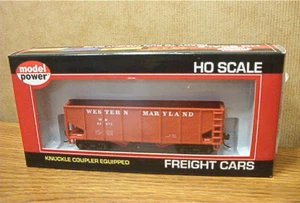 model
power
HO SCALE
WESTERN MARYLAND
KNUCKLE COUPLER EQUIPPED
FREIGHT CARS